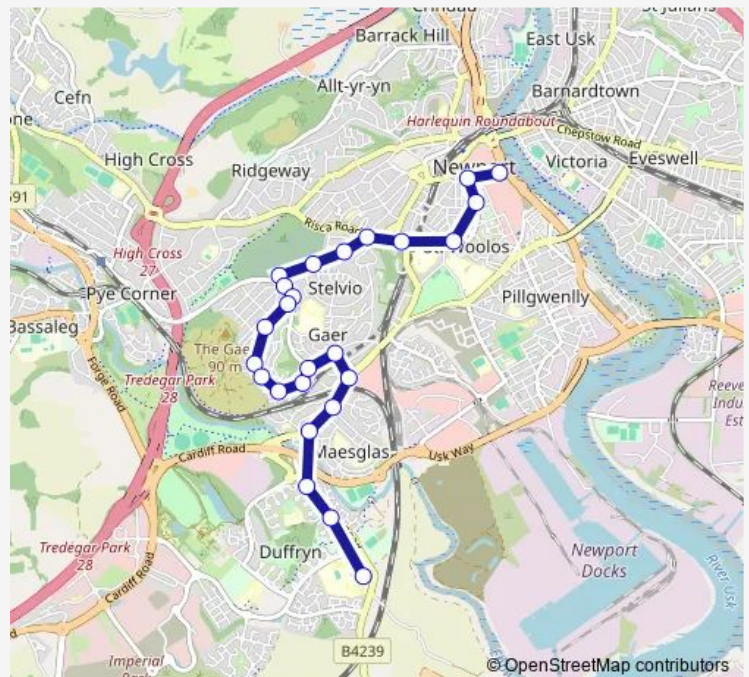 Crindau
St Julians
Barrack Hill
East Usk
Allt-yr-yn
Cefn
Barnardtown
Harlequin Roundabout
Chepstow Road
High Cross
Ridgeway
Newport
Victoria
Eveswell
591
Risca Road
High Cross
27
Pye Corner
Stelvio
Pillgwenlly
Bassaleg
Gaer
The Gae
90 m
Forge Road
Tredegar Park
28
Maesglas
Cardiff Road
Usk Way
Tredegar Park
28
Duffryn
Newport
Docks
River Usk
Cardiff Road
B4239
Imperial
© OpenStreetMap contributors